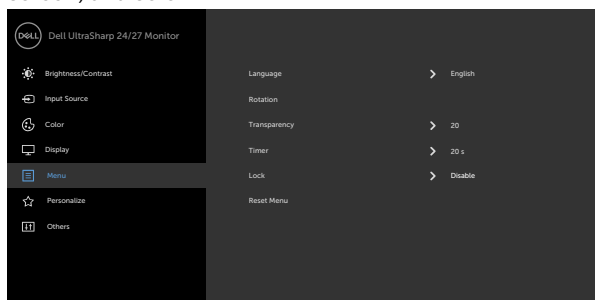 DELL Dell UltraSharp 24/27 Monitor
Brightness/Contrast
Input Source
Color
Display
Menu
Personalize
Others
Language English
Rotation
Transparency 20
Timer 20 s
Lock Disable
Reset Menu